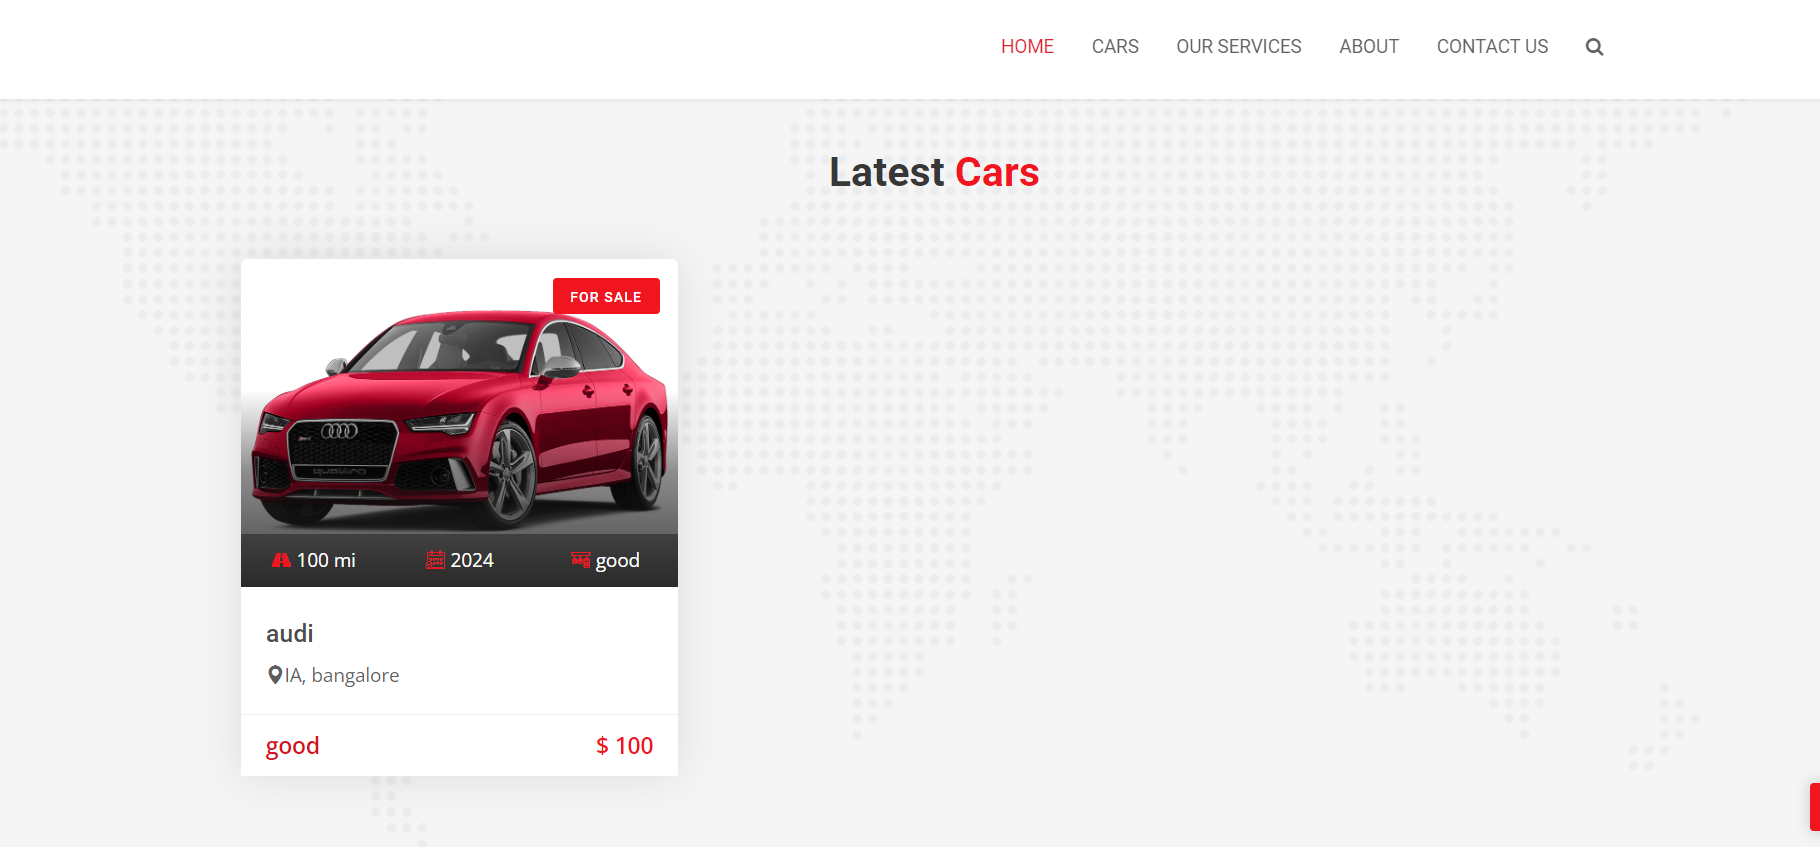 HOME CARS OUR SERVICES ABOUT CONTACT US
Latest Cars
FOR SALE
quattro
100 mi 2024 good
audi
IA, bangalore
good $ 100